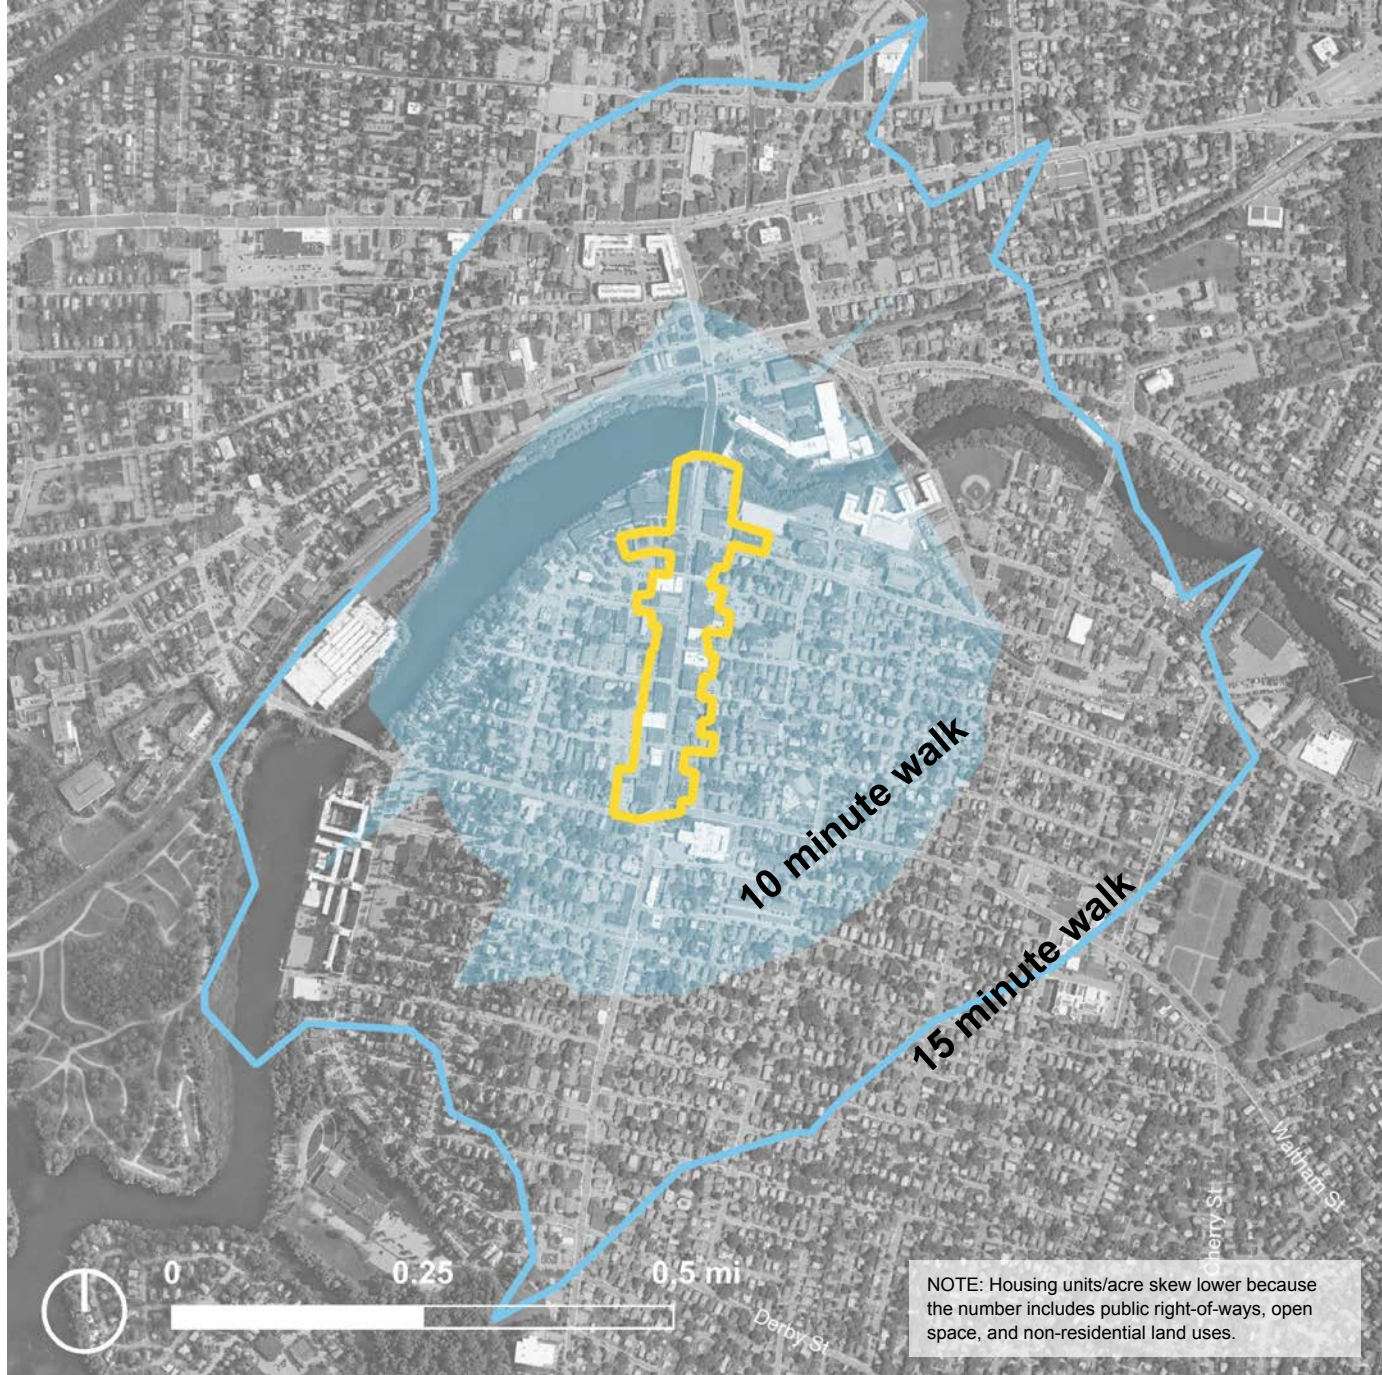 10 minute walk
15 minute walk
Waltham St
Cherry St
0 0.25 0.5 mi
Derby St
NOTE: Housing units/acre skew lower because
the number includes public right-of-ways, open
space, and non-residential land uses.